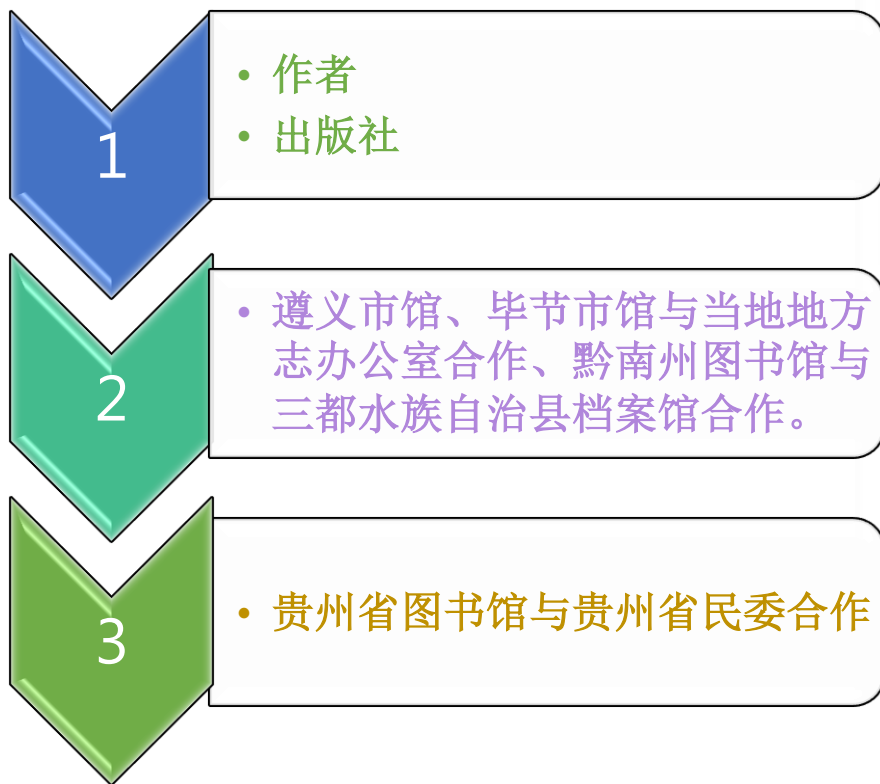 1
• 作者
• 出版社
2
• 遵义市馆、毕节市馆与当地地方
志办公室合作、黔南州图书馆与
三都水族自治县档案馆合作。
3
• 贵州省图书馆与贵州省民委合作